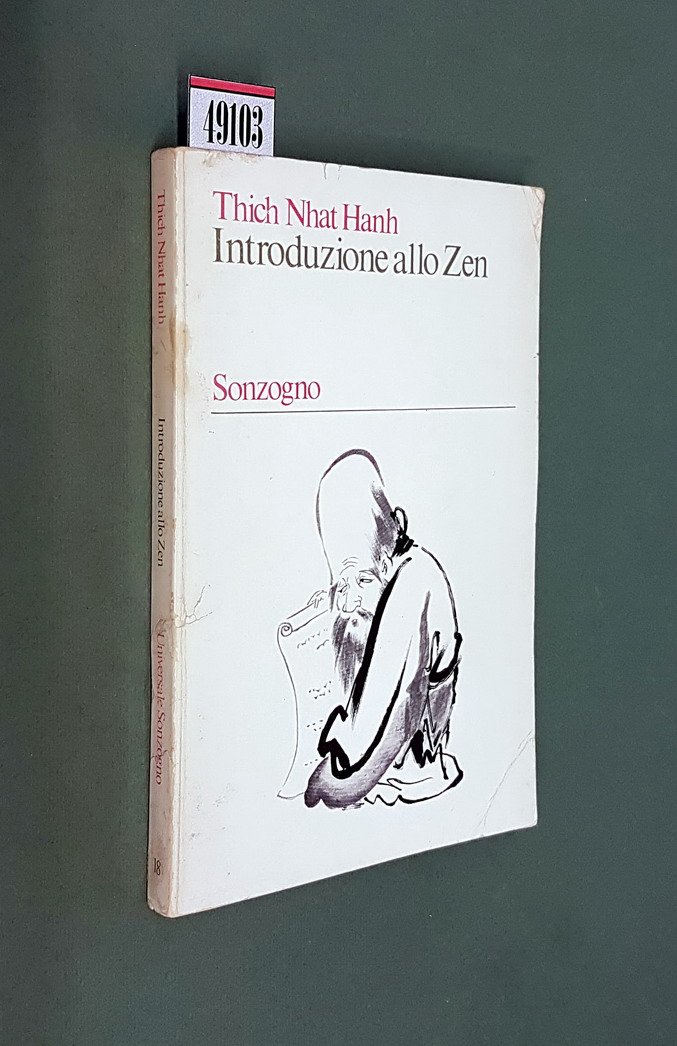 49103
Thich Nhat Hanh
Introduzione allo Zen
Sonzogno
Thich Nhat Hanh
Introduzione allo Zen
Universale Sonzogno
18